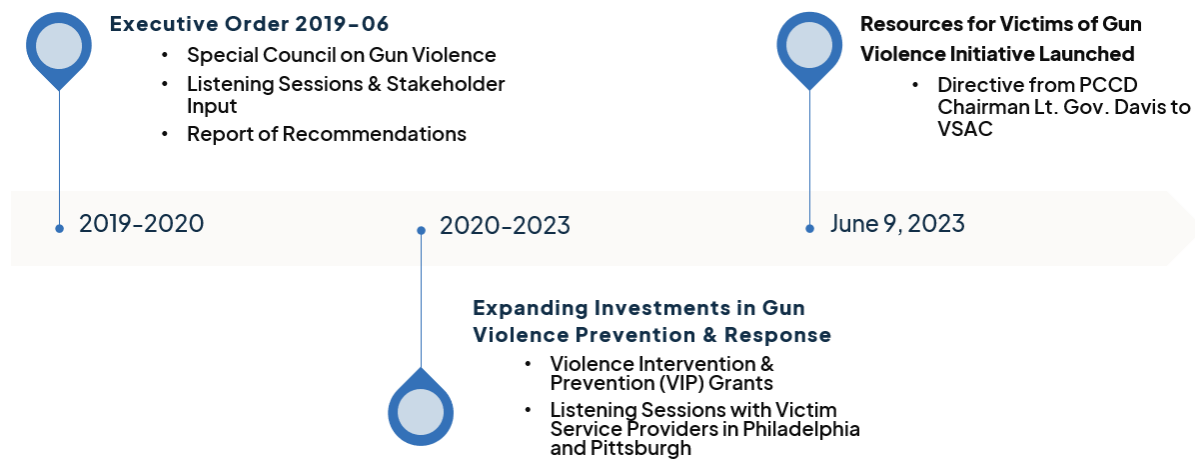 Executive Order 2019-06
• Special Council on Gun Violence
• Listening Sessions & Stakeholder
Input
• Report of Recommendations
Resources for Victims of Gun
Violence Initiative Launched
• Directive from PCCD
Chairman Lt. Gov. Davis to
VSAC
2019-2020
2020-2023
June 9, 2023
Expanding Investments in Gun
Violence Prevention & Response
• Violence Intervention &
Prevention (VIP) Grants
• Listening Sessions with Victim
Service Providers in Philadelphia
and Pittsburgh